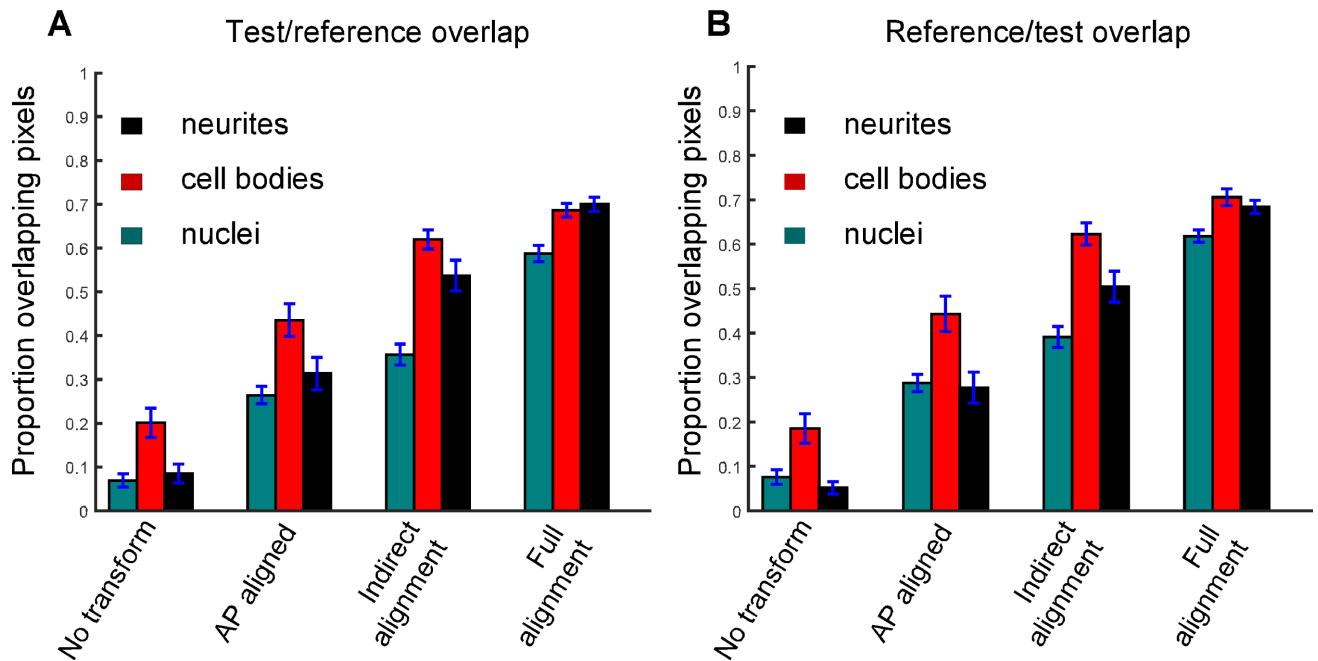 A
Test/reference overlap
Proportion overlapping pixels
1
0.9
0.8
0.7
0.6
0.5
0.4
0.3
0.2
0.1
0
neurites
cell bodies
nuclei
No transform
AP aligned
Indirect
alignment
Full
alignment
B
Reference/test overlap
Proportion overlapping pixels
1
0.9
0.8
0.7
0.6
0.5
0.4
0.3
0.2
0.1
0
neurites
cell bodies
nuclei
No transform
AP aligned
Indirect
alignment
Full
alignment